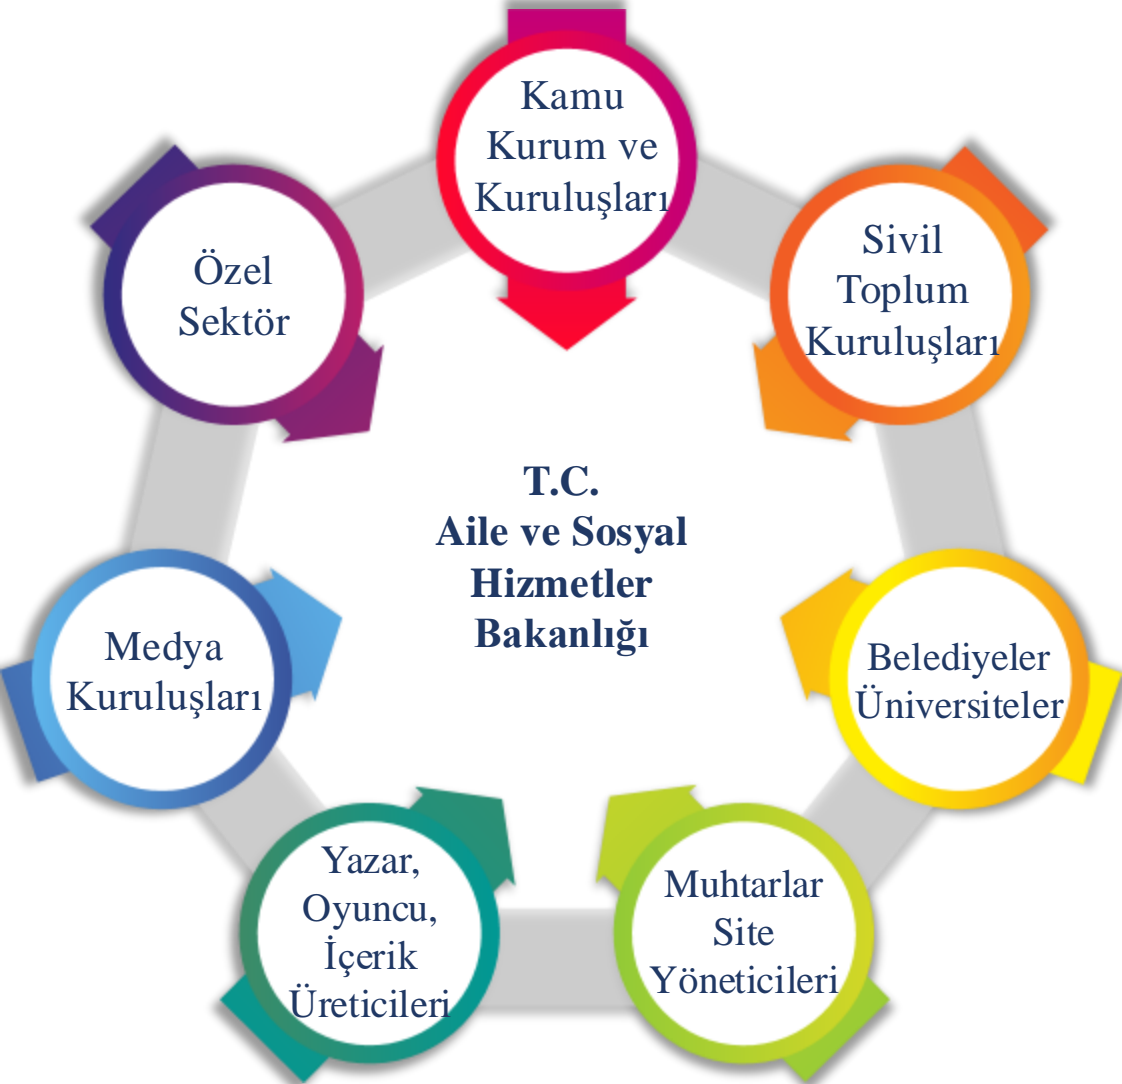 Kamu
Kurum ve
Kuruluşları
Sivil
Toplum
Kuruluşları
Özel
Sektör
T.C.
Aile ve Sosyal
Hizmetler
Bakanlığı
Medya
Kuruluşları
Belediyeler
Üniversiteler
Yazar,
Oyuncu,
İçerik
Üreticileri
Muhtarlar
Site
Yöneticileri